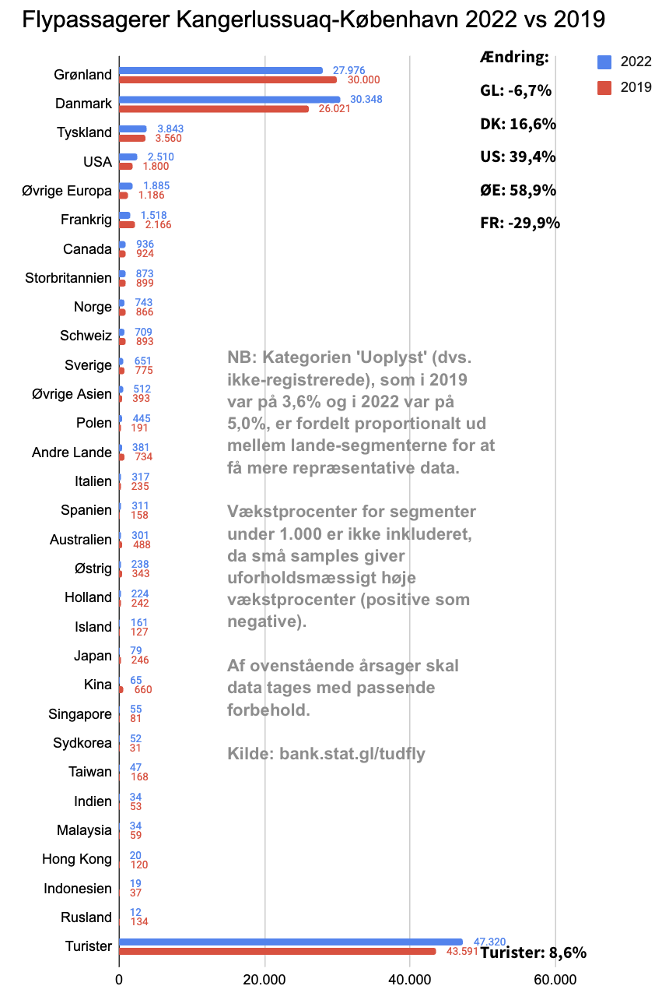 Flypassagerer Kangerlussuaq-København 2022 vs 2019
Ændring:
2022
2019
GL: -6,7%
DK: 16,6%
US: 39,4%
ØE: 58,9%
FR: -29,9%
Grønland
27.976
30.000
Danmark
30.348
26.021
Tyskland
3.843
3.560
USA
2.510
1.800
Øvrige Europa
1.885
1.186
Frankrig
1.518
2.166
Canada
936
924
Storbritannien
873
899
Norge
743
866
Schweiz
709
893
Sverige
651
775
Øvrige Asien
512
393
Polen
445
191
Andre Lande
381
734
Italien
317
235
Spanien
311
158
Australien
301
488
Østrig
238
343
Holland
224
242
Island
161
127
Japan
79
246
Kina
65
660
Singapore
55
81
Sydkorea
52
31
Taiwan
47
168
Indien
34
53
Malaysia
34
59
Hong Kong
20
120
Indonesien
19
37
Rusland
12
134
Turister
47.320
43.591
Turister: 8,6%
NB: Kategorien 'Uoplyst' (dvs.
ikke-registrerede), som i 2019
var på 3,6% og i 2022 var på
5,0%, er fordelt proportionalt ud
mellem lande-segmenterne for at
få mere repræsentative data.
Vækstprocenter for segmenter
under 1.000 er ikke inkluderet,
da små samples giver
uforholdsmæssigt høje
vækstprocenter (positive som
negative).
Af ovenstående årsager skal
data tages med passende
forbehold.
Kilde: bank.stat.gl/tudfly
0
20.000
40.000
60.000